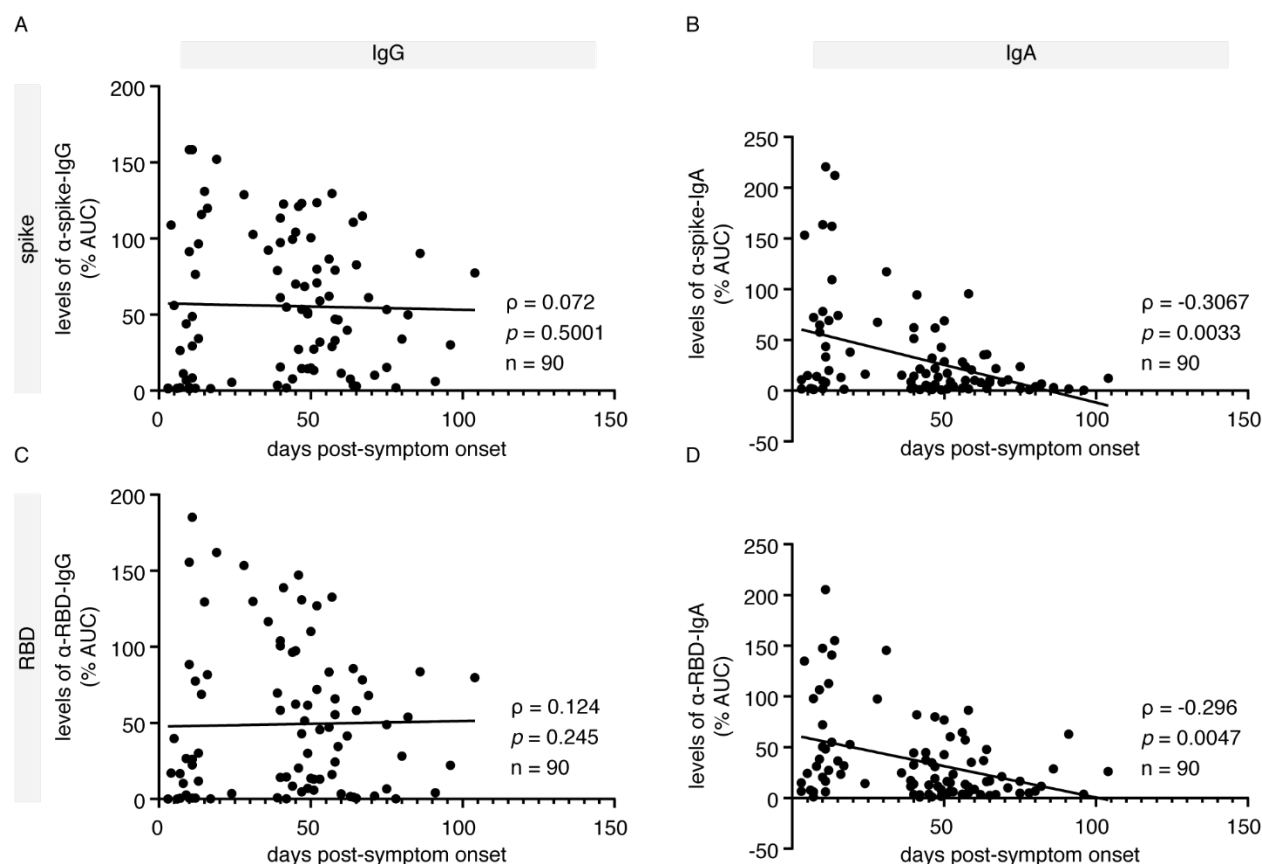 A
IgG
spike
levels of α-spike-IgG
(% AUC)
200
150
100
50
0
ρ = 0.072
p = 0.5001
n = 90
0 50 100 150
days post-symptom onset
B
IgA
levels of α-spike-IgA
(% AUC)
250
200
150
100
50
0
-50
ρ = -0.3067
p = 0.0033
n = 90
50 100 150
days post-symptom onset
C
RBD
levels of α-RBD-IgG
(% AUC)
200
150
100
50
0
ρ = 0.124
p = 0.245
n = 90
0 50 100 150
days post-symptom onset
D
levels of α-RBD-IgA
(% AUC)
250
200
150
100
50
0
-50
ρ = -0.296
p = 0.0047
n = 90
50 100 150
days post-symptom onset